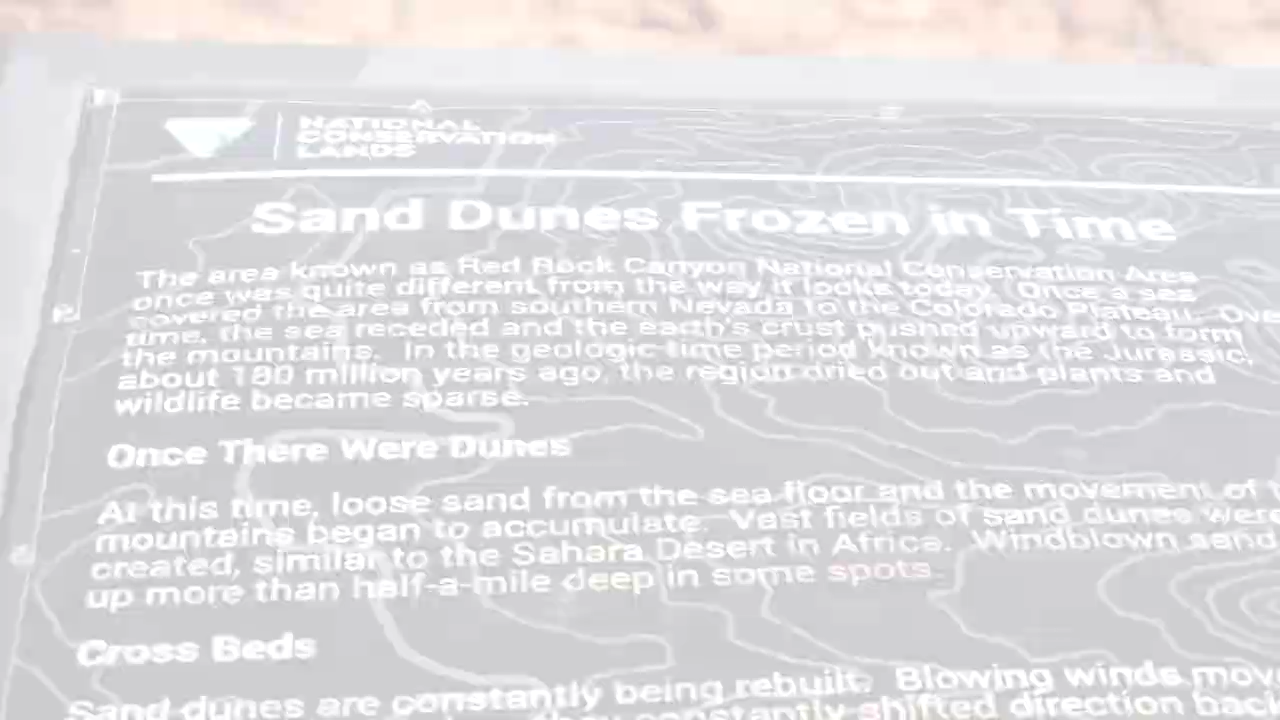 NATIONAL
CONSERVATION
LANDS
Sand Dunes Frozen in Time
The area known as Red Rock Canyon National Conservation Area
once was quite different from the way it looks today. Once a sea
covered the area from southern Nevada to the Colorado Plateau. Over
time, the sea receded and the earth's crust pushed upward to form
the mountains. In the geologic time period known as the Jurassic,
about 180 million years ago, the region dried out and plants and
wildlife became sparse.
Once There Were Dunes
At this time, loose sand from the sea floor and the movement of
mountains began to accumulate. Vast fields of sand dunes were
created, similar to the Sahara Desert in Africa. Windblown sand
up more than half-a-mile deep in some spots.
Cross Beds
Sand dunes are constantly being rebuilt. Blowing winds
they constantly shifted direction